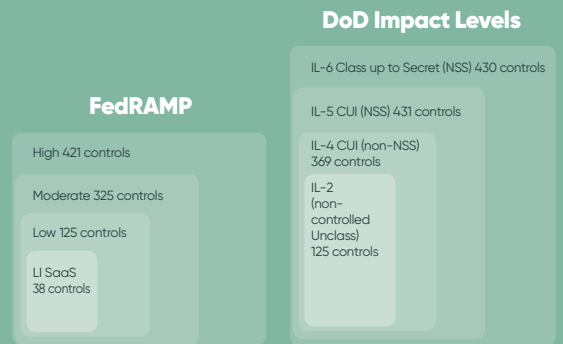 DoD Impact Levels
IL-6 Class up to Secret (NSS) 430 controls
IL-5 CUI (NSS) 431 controls
IL-4 CUI (non-NSS)
369 controls
IL-2
(non-
controlled
Unclass)
125 controls
FedRAMP
High 421 controls
Moderate 325 controls
Low 125 controls
LI SaaS
38 controls